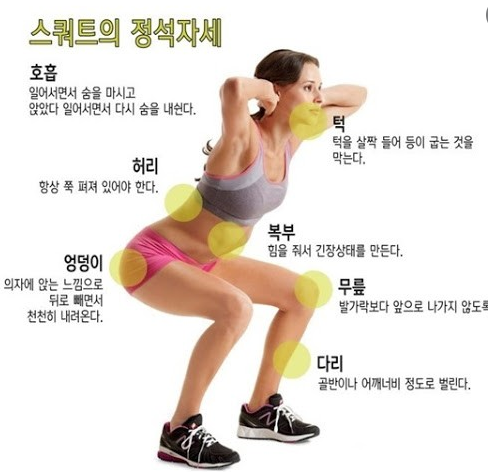 스쿼트의 정석자세
호흡
일어서면서 숨을 마시고
앉았다 일어서면서 다시 숨을 내쉰다.
턱
턱을 살짝 들어 등이 굽는 것을
막는다.
허리
항상 쭉 펴져 있어야 한다.
복부
힘을 줘서 긴장상태를 만든다.
엉덩이
의자에 앉는 느낌으로
뒤로 빼면서
천천히 내려온다.
무릎
발가락보다 앞으로 나가지 않도록
다리
골반이나 어깨너비 정도로 벌린다.